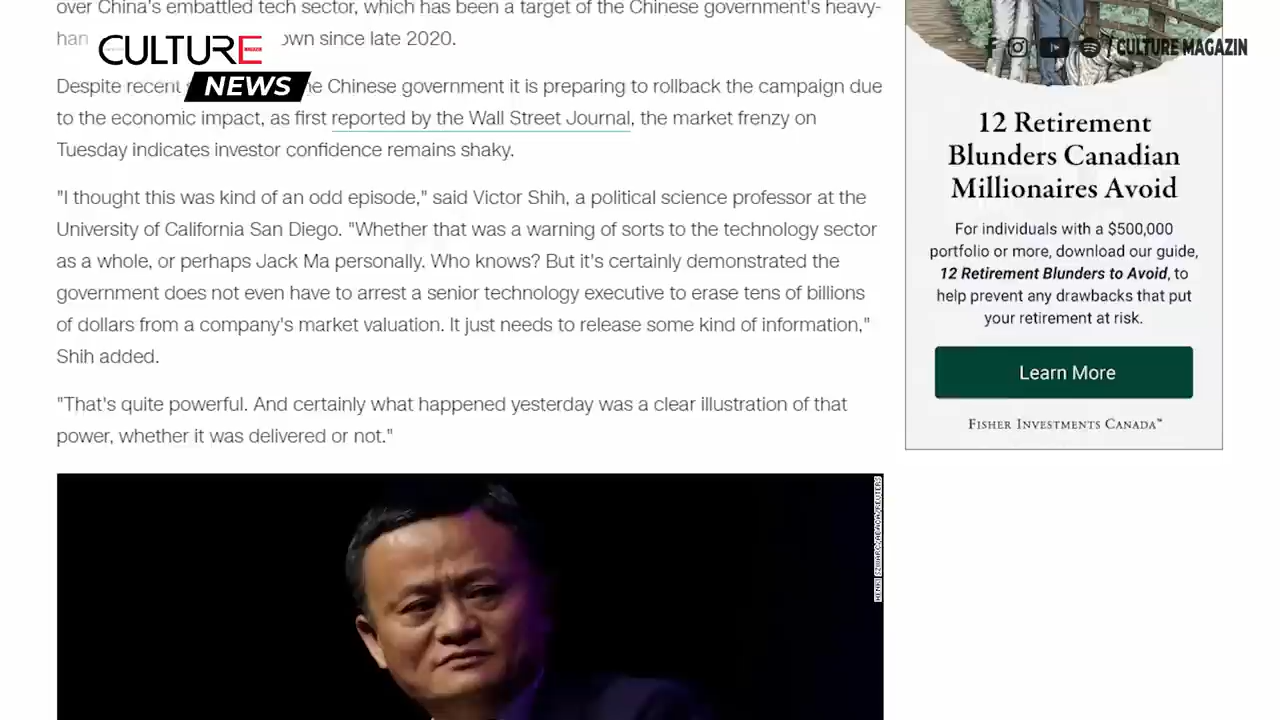 over China's embattled tech sector, which has been a target of the Chinese government's heavy-
han own since late 2020.
CULTURE
NEWS
Despite recent he Chinese government it is preparing to rollback the campaign due
to the economic impact, as first reported by the Wall Street Journal, the market frenzy on
Tuesday indicates investor confidence remains shaky.
"I thought this was kind of an odd episode," said Victor Shih, a political science professor at the
University of California San Diego. "Whether that was a warning of sorts to the technology sector
as a whole, or perhaps Jack Ma personally. Who knows? But it's certainly demonstrated the
government does not even have to arrest a senior technology executive to erase tens of billions
of dollars from a company's market valuation. It just needs to release some kind of information,"
Shih added.
"That's quite powerful. And certainly what happened yesterday was a clear illustration of that
power, whether it was delivered or not."
/ CULTURE MAGAZIN
12 Retirement
Blunders Canadian
Millionaires Avoid
For individuals with a $500,000
portfolio or more, download our guide,
12 Retirement Blunders to Avoid, to
help prevent any drawbacks that put
your retirement at risk.
Learn More
FISHER INVESTMENTS CANADA™